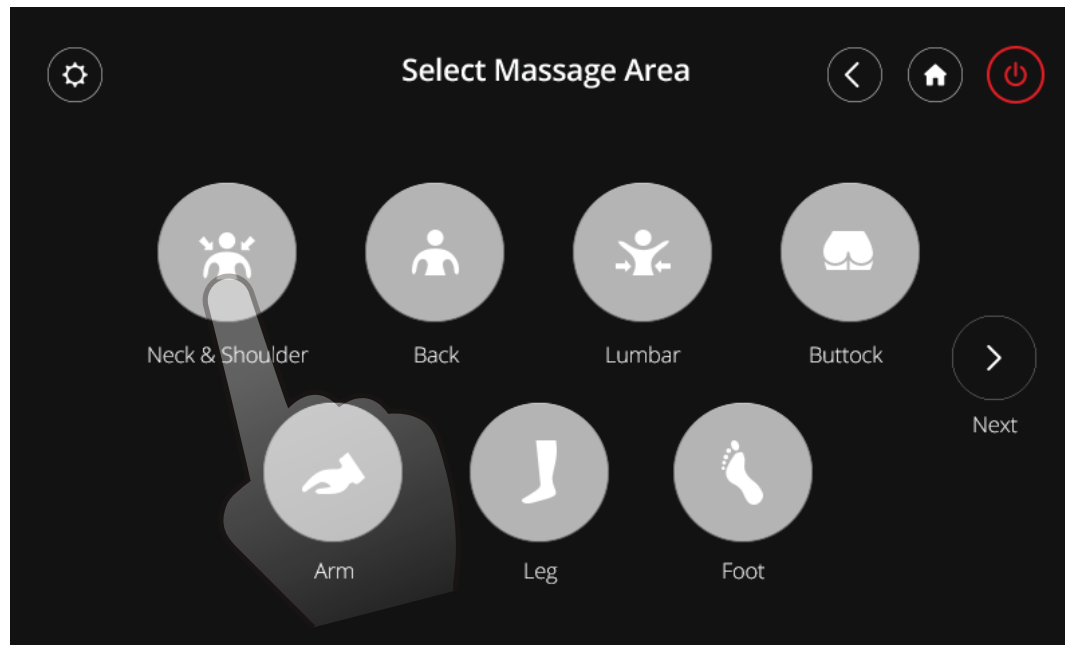 Select Massage Area
Neck & Shoulder
Back
Lumbar
Buttock
Next
Arm
Leg
Foot